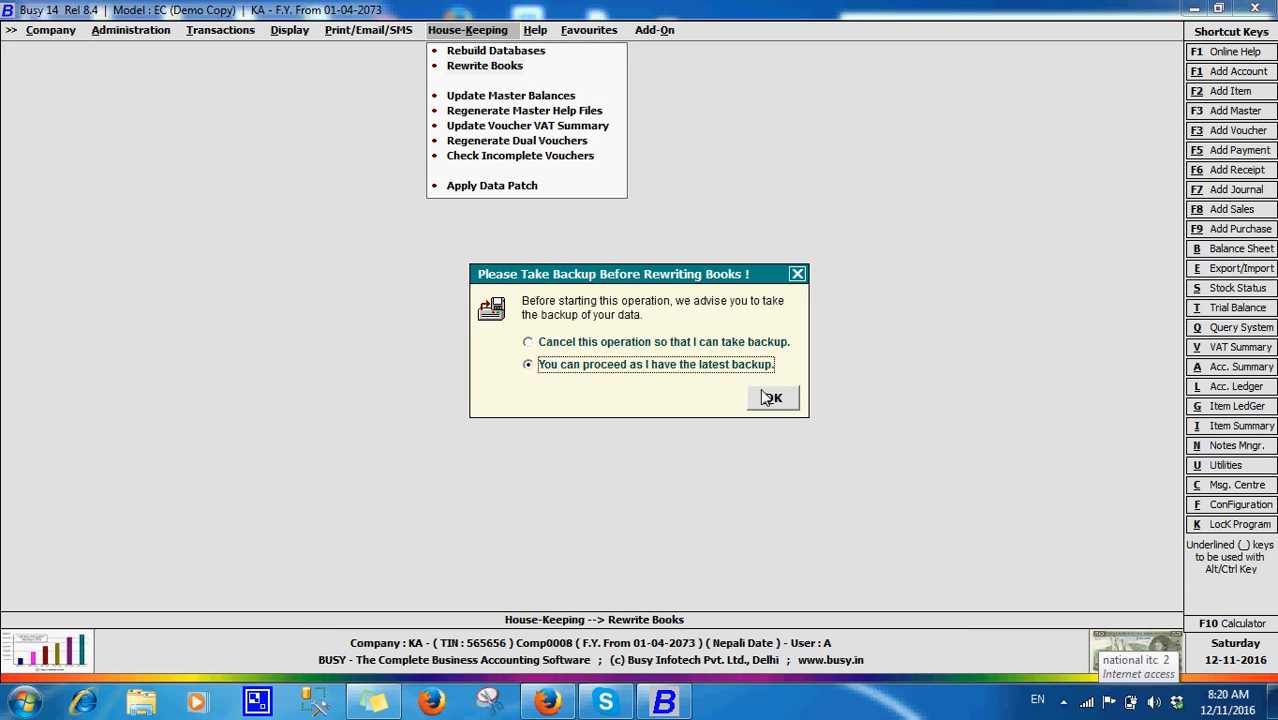 Busy 14 Rel 8.4 | Model : EC (Demo Copy) | KA - F.Y. From 01-04-2073
>> Company Administration Transactions Display Print/Email/SMS House-Keeping Help Favourites Add-On
Rebuild Databases
Rewrite Books
Update Master Balances
Regenerate Master Help Files
Update Voucher VAT Summary
Regenerate Dual Vouchers
Check Incomplete Vouchers
Apply Data Patch
Please Take Backup Before Rewriting Books !
Before starting this operation, we advise you to take
the backup of your data.
Cancel this operation so that I can take backup.
You can proceed as I have the latest backup.
OK
Shortcut Keys
F1 Online Help
F1 Add Account
F2 Add Item
F3 Add Master
F3 Add Voucher
F5 Add Payment
F6 Add Receipt
F7 Add Journal
F8 Add Sales
F9 Add Purchase
B Balance Sheet
E Export/Import
S Stock Status
T Trial Balance
Q Query System
V VAT Summary
A Acc. Summary
L Acc. Ledger
G Item LedGer
I Item Summary
N Notes Mngr.
U Utilities
C Msg. Centre
F ConFiguration
K LocK Program
Underlined (_) keys
to be used with
Alt/Ctrl Key
F10 Calculator
House-Keeping --> Rewrite Books
Company : KA - ( TIN : 565656 ) Comp0008 ( F.Y. From 01-04-2073 ) ( Nepali Date ) - User : A
BUSY - The Complete Business Accounting Software ; (c) Busy Infotech Pvt. Ltd., Delhi ; www.busy.in
Saturday
12-11-2016
national itc 2
Internet access
EN
8:20 AM
12/11/2016